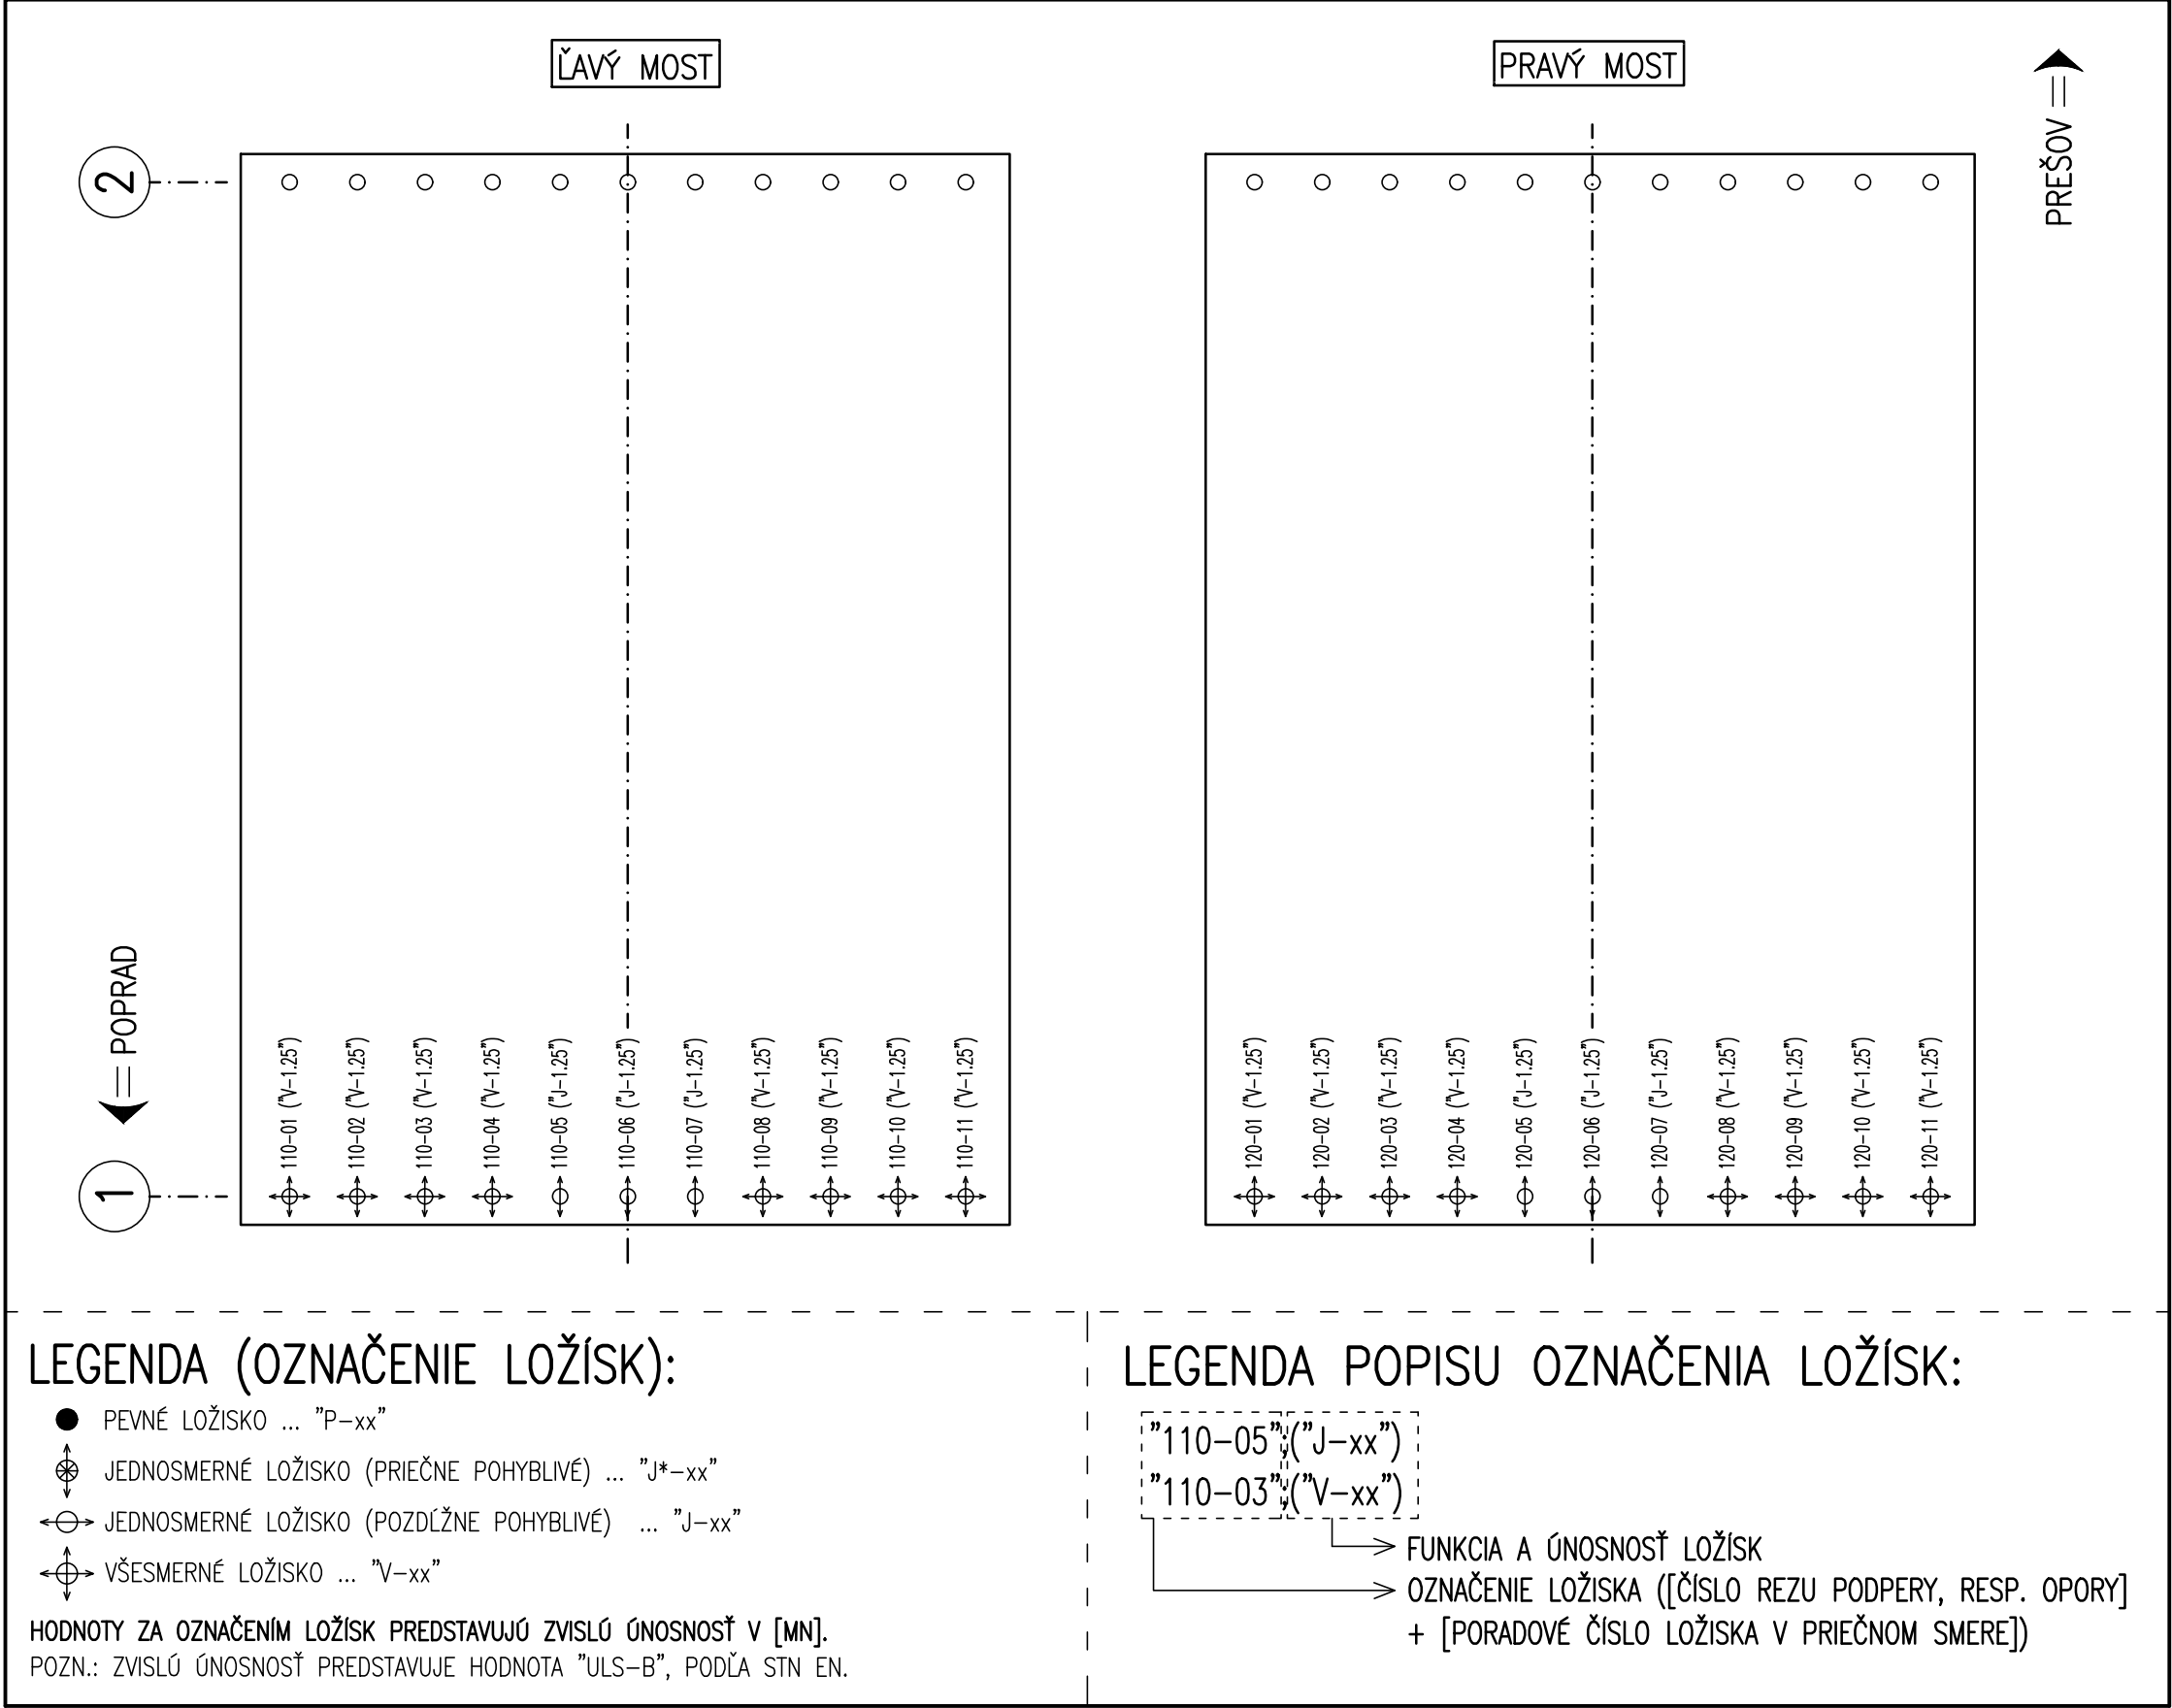 ĽAVÝ MOST
PRAVÝ MOST
PREŠOV
2
POPRAD
1
110-01 ("V-1.25")
110-02 ("V-1.25")
110-03 ("V-1.25")
110-04 ("V-1.25")
110-05 ("J-1.25")
110-06 ("J-1.25")
110-07 ("J-1.25")
110-08 ("V-1.25")
110-09 ("V-1.25")
110-10 ("V-1.25")
110-11 ("V-1.25")
120-01 ("V-1.25")
120-02 ("V-1.25")
120-03 ("V-1.25")
120-04 ("V-1.25")
120-05 ("J-1.25")
120-06 ("J-1.25")
120-07 ("J-1.25")
120-08 ("V-1.25")
120-09 ("V-1.25")
120-10 ("V-1.25")
120-11 ("V-1.25")
LEGENDA (OZNAČENIE LOŽÍSK):
PEVNÉ LOŽISKO ... "P-xx"
JEDNOSMERNÉ LOŽISKO (PRIEČNE POHYBLIVÉ) ... "J*-xx"
JEDNOSMERNÉ LOŽISKO (POZDĹŽNE POHYBLIVÉ) ... "J-xx"
VŠESMERNÉ LOŽISKO ... "V-xx"
HODNOTY ZA OZNAČENÍM LOŽÍSK PREDSTAVUJÚ ZVISLÚ ÚNOSNOSŤ V [MN].
POZN.: ZVISLÚ ÚNOSNOSŤ PREDSTAVUJE HODNOTA "ULS-B", PODĽA STN EN.
LEGENDA POPISU OZNAČENIA LOŽÍSK:
"110-05";("J-xx")
"110-03";("V-xx")
FUNKCIA A ÚNOSNOSŤ LOŽÍSK
OZNAČENIE LOŽISKA ([ČÍSLO REZU PODPERY, RESP. OPORY]
+ [PORADOVÉ ČÍSLO LOŽISKA V PRIEČNOM SMERE])